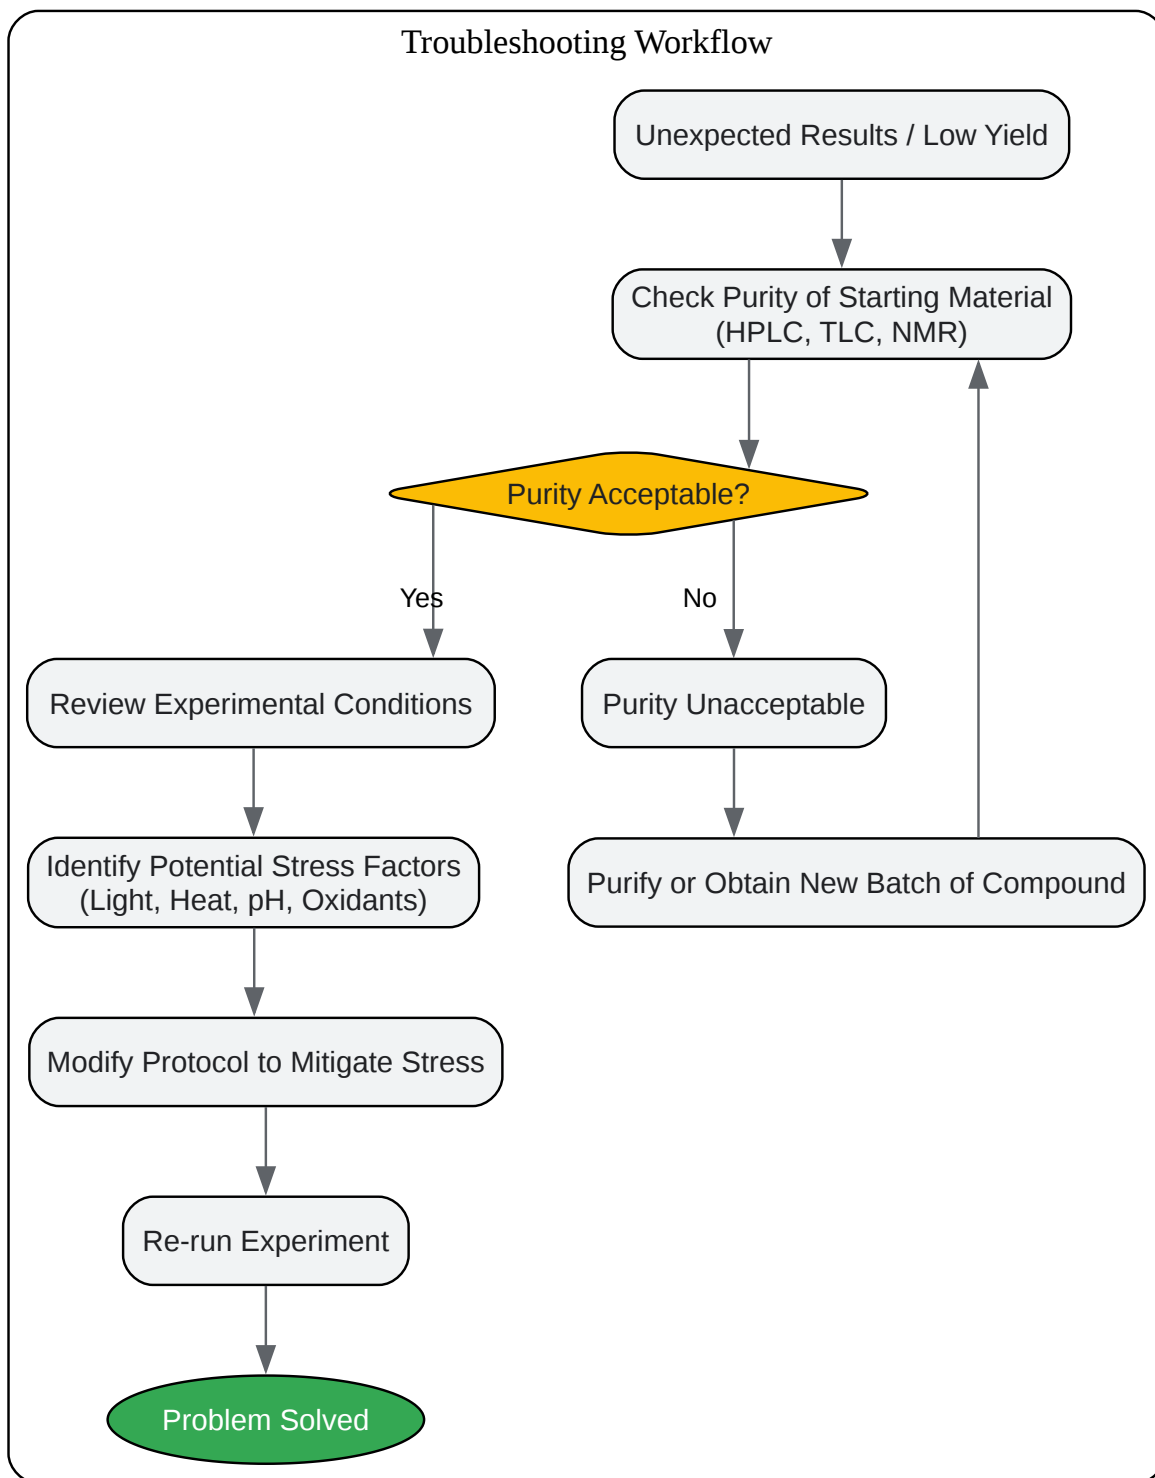 Troubleshooting Workflow
Unexpected Results / Low Yield
Check Purity of Starting Material
(HPLC, TLC, NMR)
Purity Acceptable?
Yes
No
Review Experimental Conditions
Purity Unacceptable
Identify Potential Stress Factors
(Light, Heat, pH, Oxidants)
Purify or Obtain New Batch of Compound
Modify Protocol to Mitigate Stress
Re-run Experiment
Problem Solved